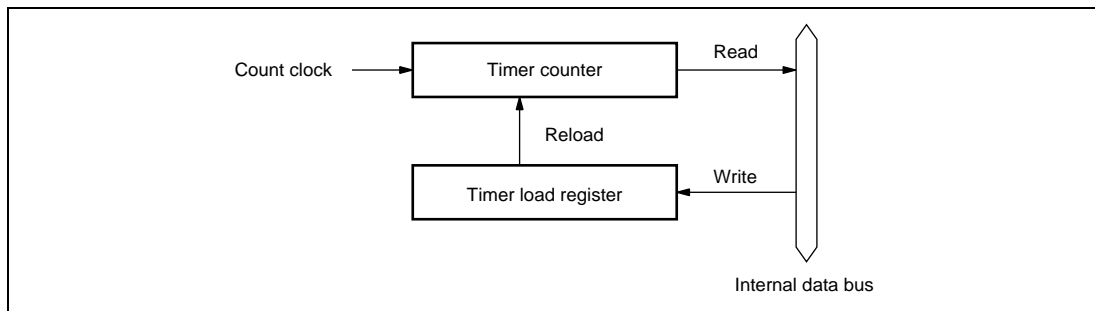 Read
Count clock
Timer counter
Reload
Write
Timer load register
Internal data bus